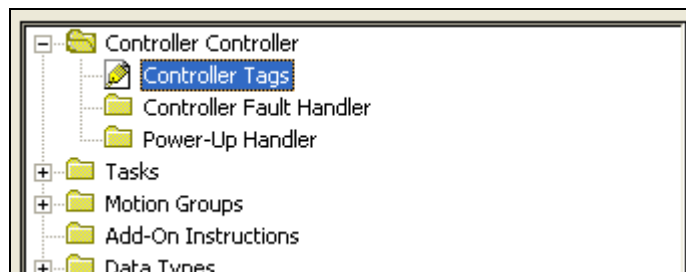 Controller Controller
Controller Tags
Controller Fault Handler
Power-Up Handler
Tasks
Motion Groups
Add-On Instructions
Data Types